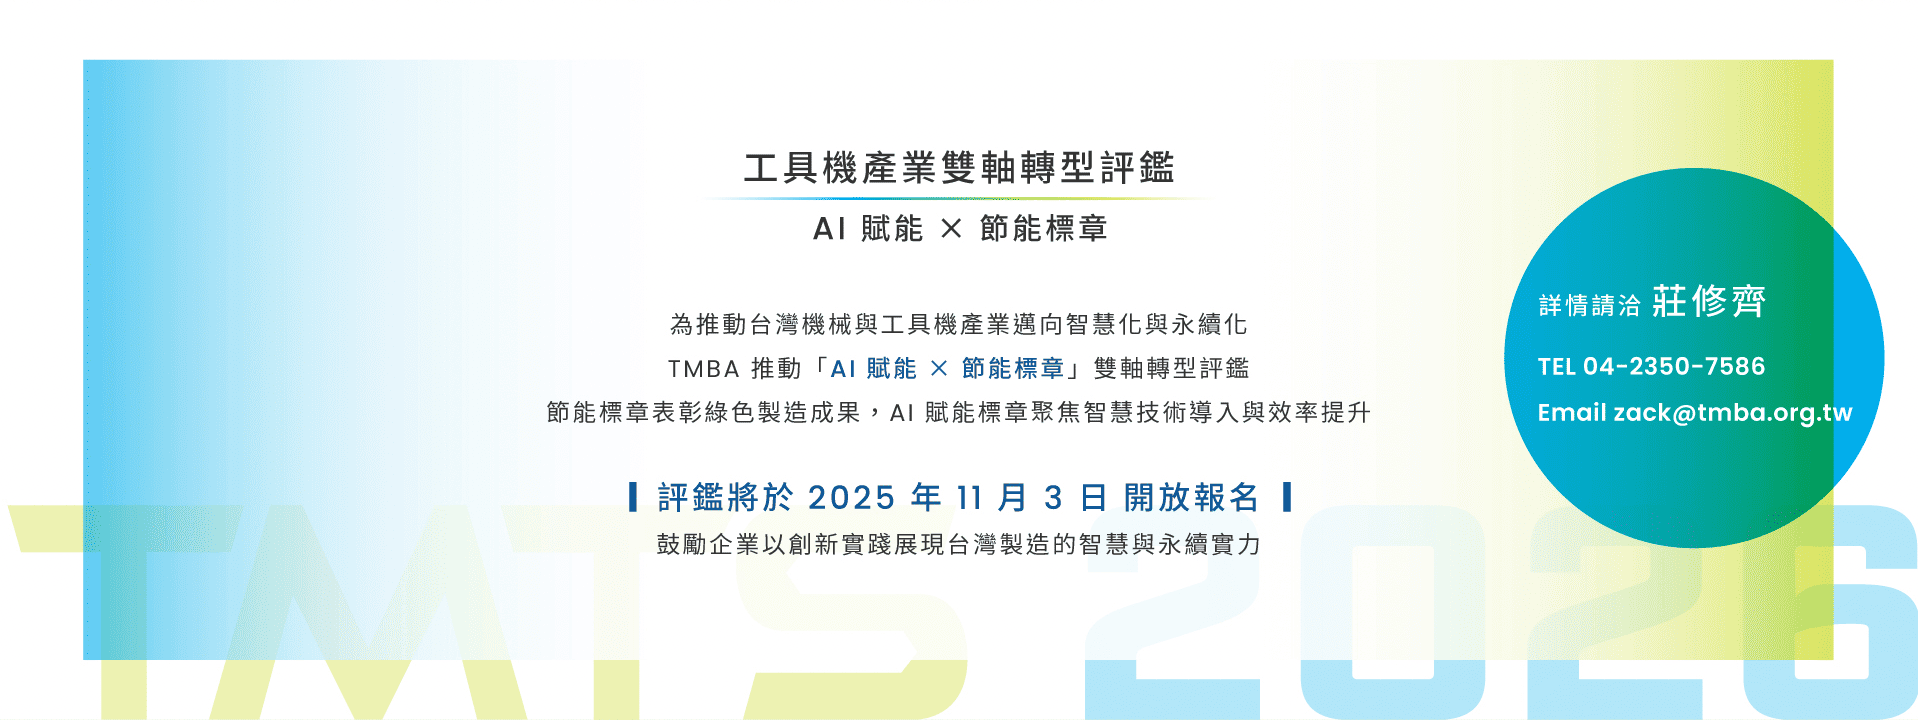 工具機產業雙軸轉型評鑑
AI 賦能 × 節能標章
為推動台灣機械與工具機產業邁向智慧化與永續化
TMBA 推動「AI 賦能 × 節能標章」雙軸轉型評鑑
節能標章表彰綠色製造成果，AI 賦能標章聚焦智慧技術導入與效率提升
評鑑將於 2025 年 11 月 3 日 開放報名
鼓勵企業以創新實踐展現台灣製造的智慧與永續實力
詳情請洽 莊修齊
TEL 04-2350-7586
Email zack@tmba.org.tw
TMTS 2026